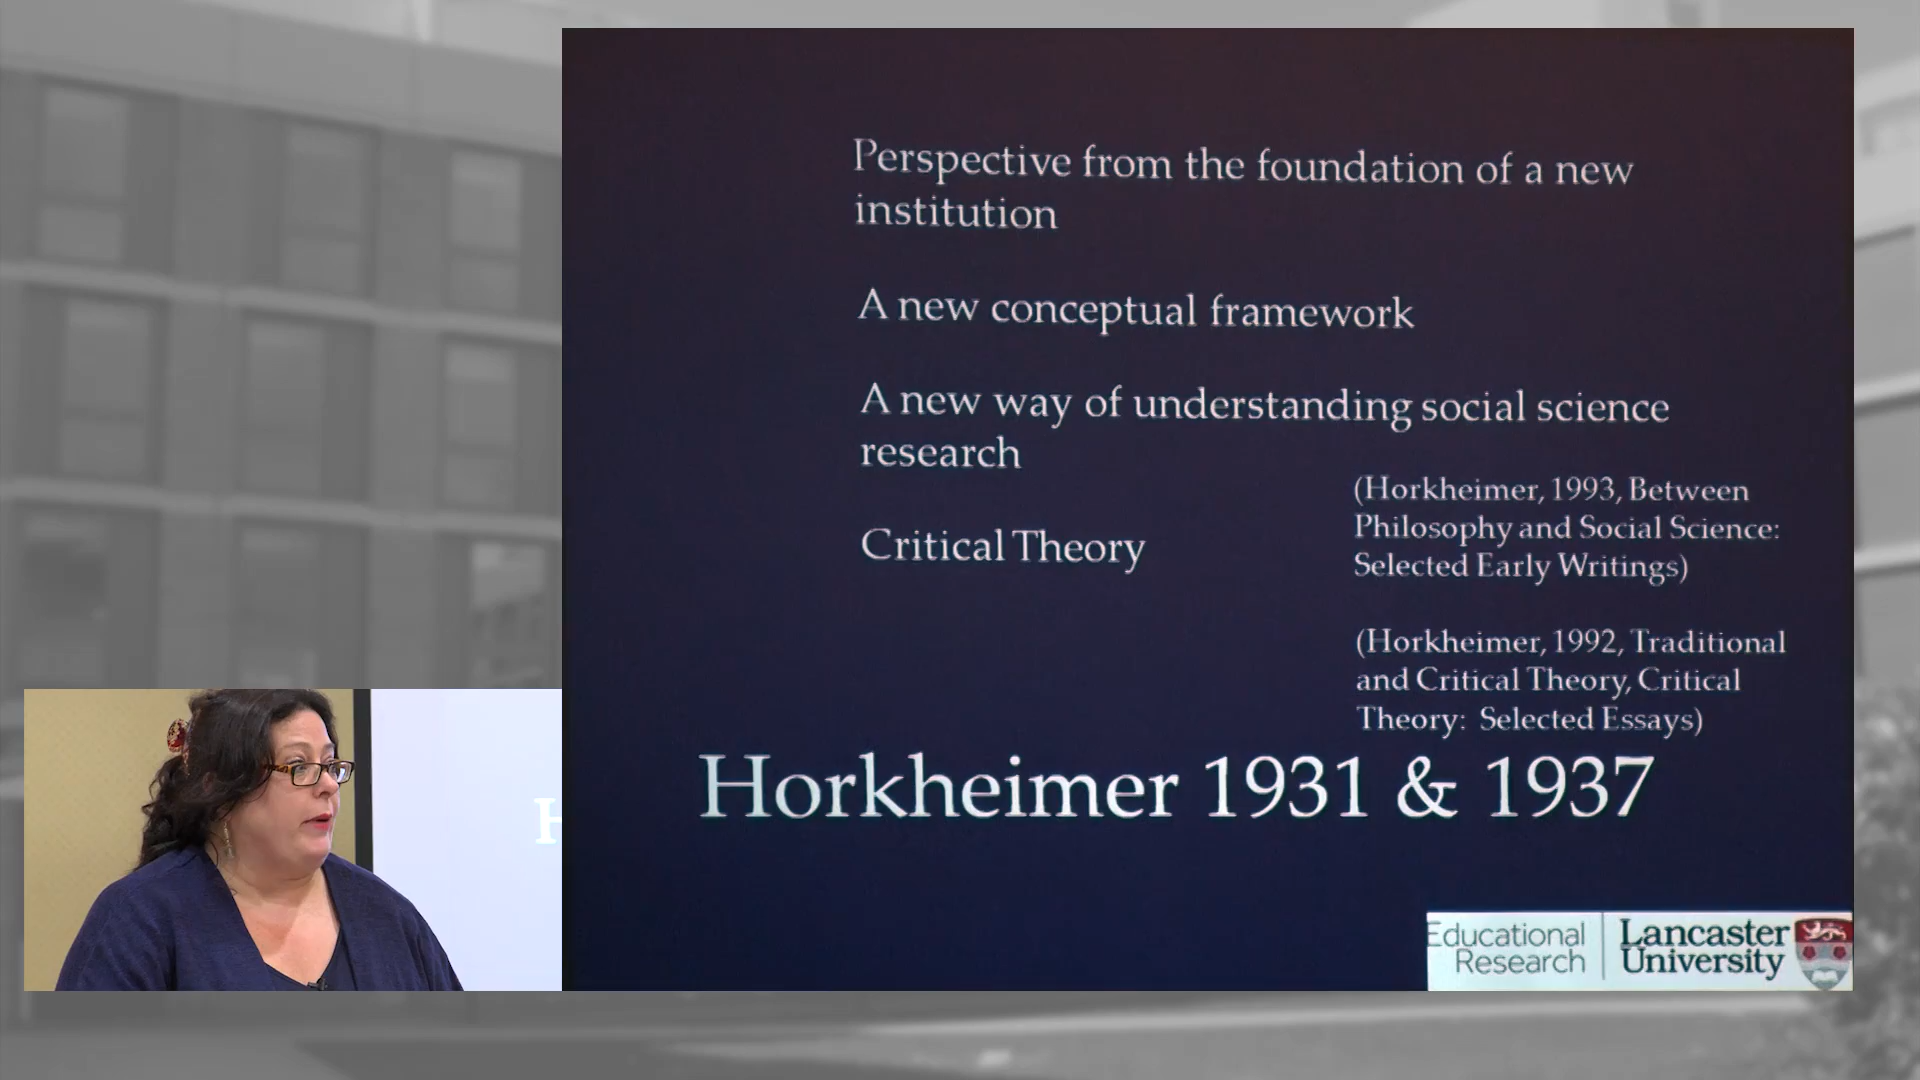 Perspective from the foundation of a new
institution
A new conceptual framework
A new way of understanding social science
research
Critical Theory
(Horkheimer, 1993, Between
Philosophy and Social Science:
Selected Early Writings)
(Horkheimer, 1992, Traditional
and Critical Theory, Critical
Theory: Selected Essays)
Horkheimer 1931 & 1937
H
Educational
Research
Lancaster
University